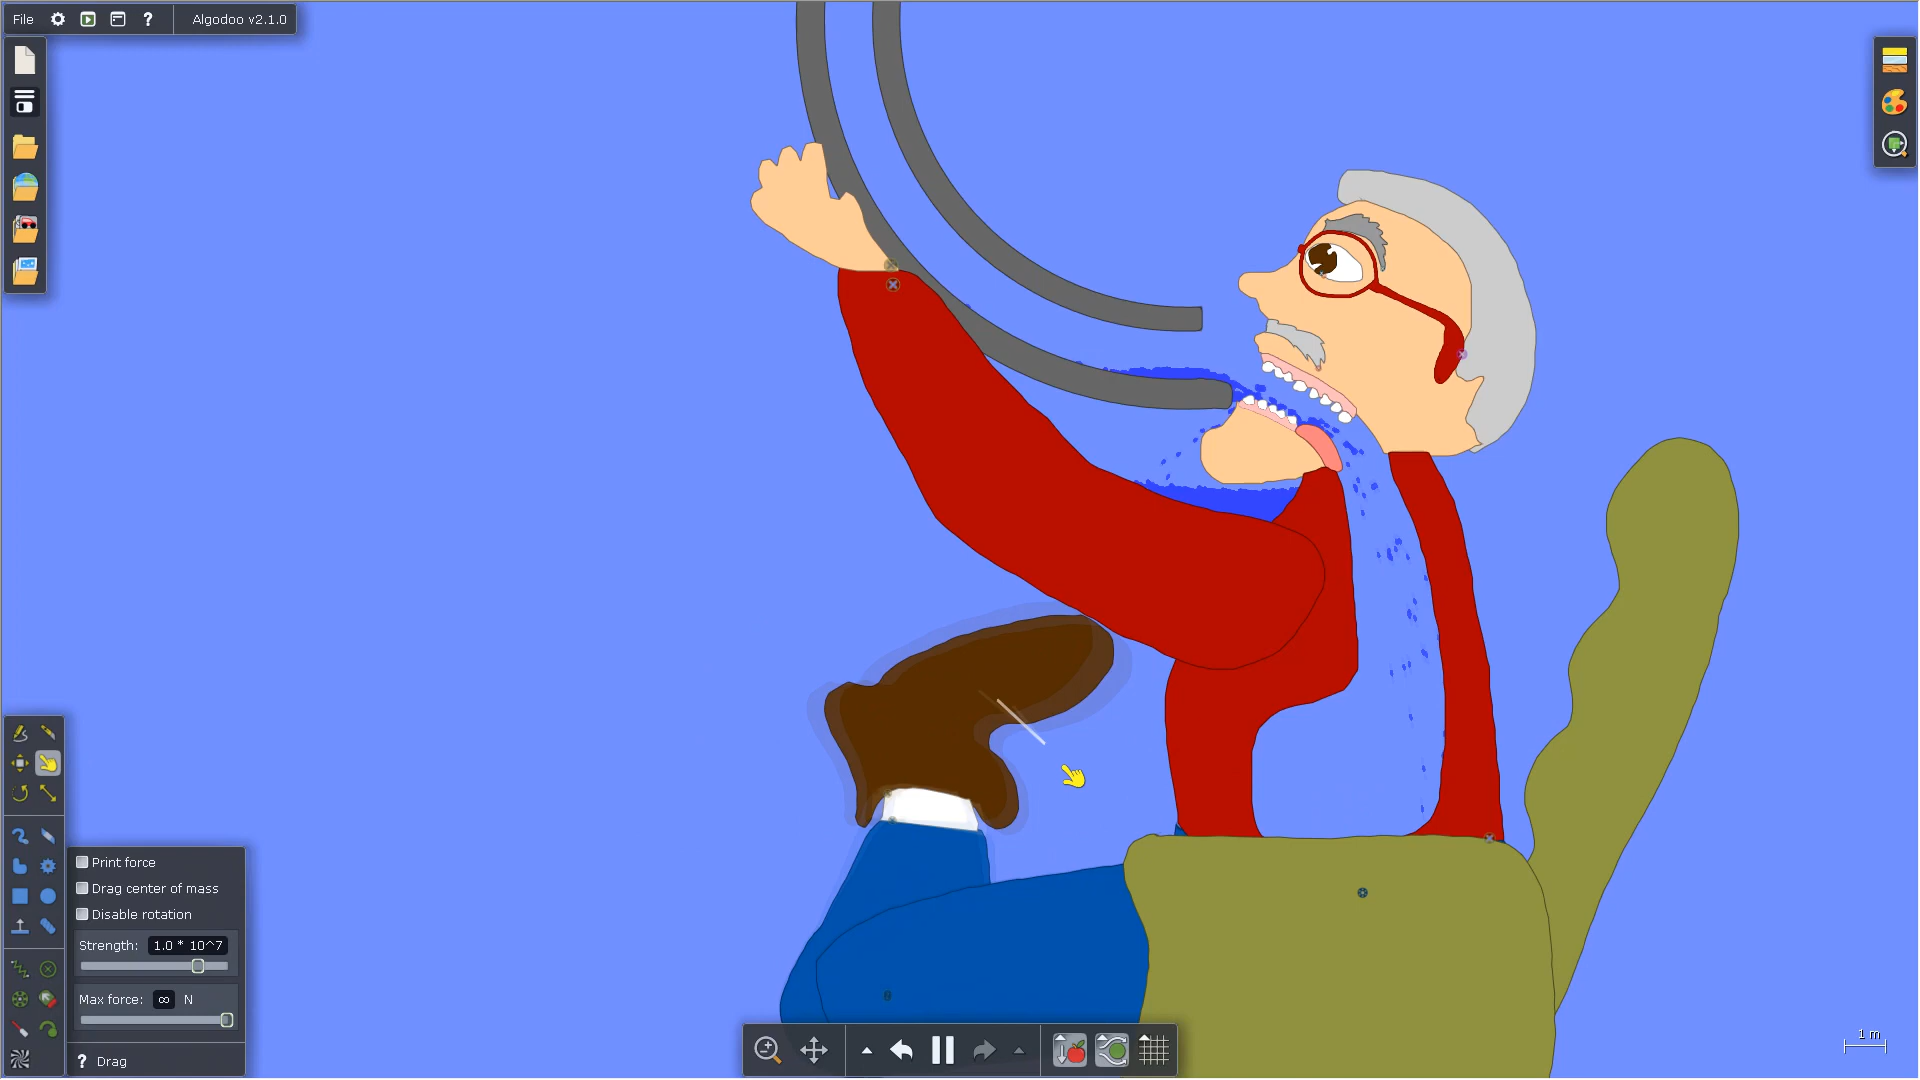 File ? Algodoo v2.1.0
Print force
Drag center of mass
Disable rotation
Strength: 1.0 * 10^7
Max force: ∞ N
? Drag
1 m